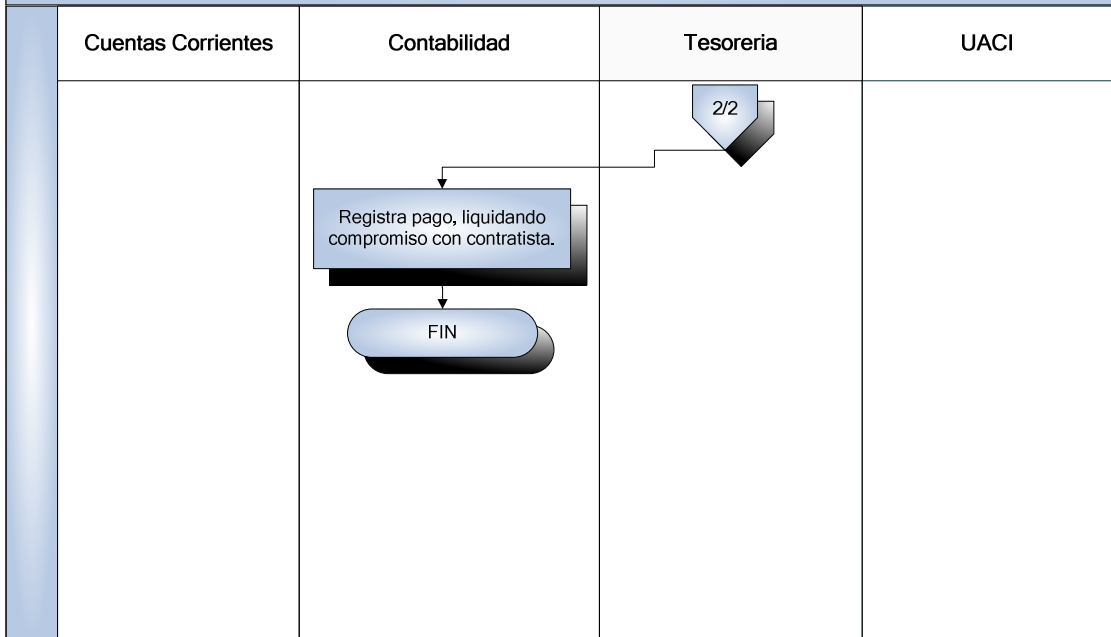 Cuentas Corrientes
Contabilidad
Tesoreria
UACI
2/2
Registra pago, liquidando
compromiso con contratista.
FIN